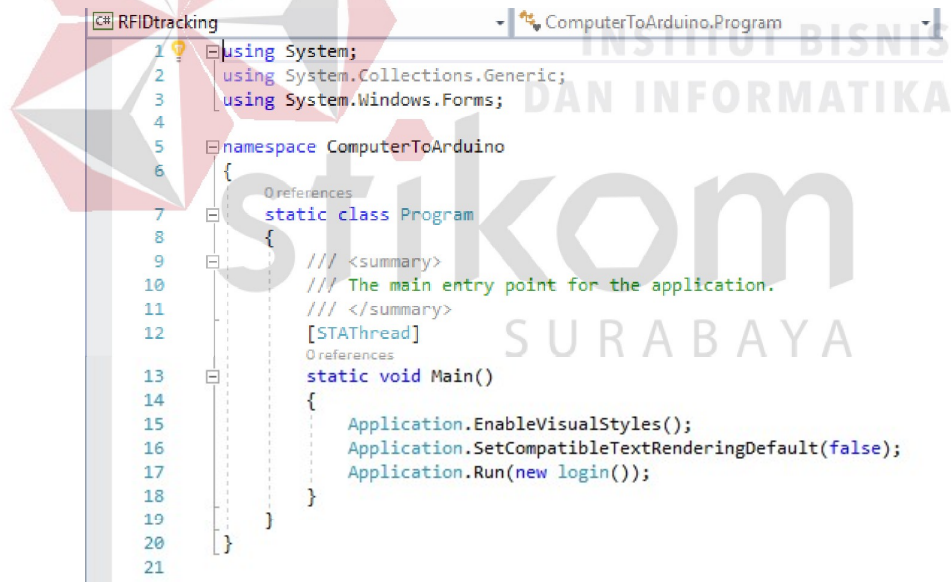 RFIDtracking ComputerToArduino.Program
INSTITUT BISNIS
DAN INFORMATIKA
stikom
SURABAYA
1 using System;
2 using System.Collections.Generic;
3 using System.Windows.Forms;
4
5 namespace ComputerToArduino
6 {
0 references
7 static class Program
8 {
9 /// <summary>
10 /// The main entry point for the application.
11 /// </summary>
12 [STAThread]
0 references
13 static void Main()
14 {
15 Application.EnableVisualStyles();
16 Application.SetCompatibleTextRenderingDefault(false);
17 Application.Run(new login());
18 }
19 }
20 }
21